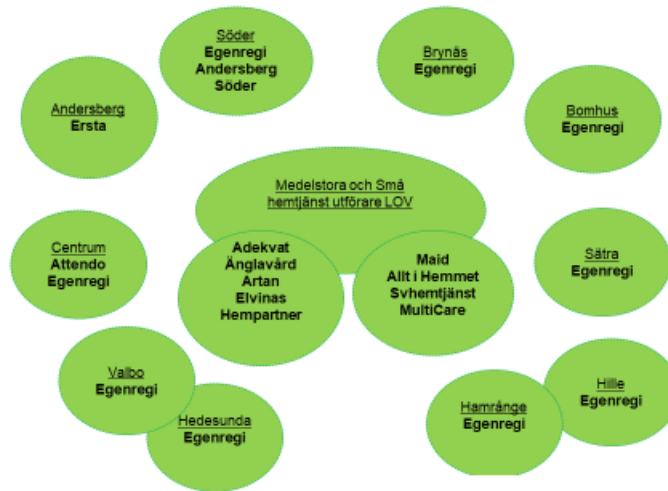 Söder
Egenregi
Andersberg
Söder
Brynäs
Egenregi
Andersberg
Ersta
Bomhus
Egenregi
Medelstora och Små
hemtjänst utförare LOV
Centrum
Attendo
Egenregi
Adekvat
Änglavård
Artan
Elvinas
Hempartner
Maid
Allt i Hemmet
Svhemtjänst
MultiCare
Sätra
Egenregi
Valbo
Egenregi
Hedesunda
Egenregi
Hamrånge
Egenregi
Hille
Egenregi